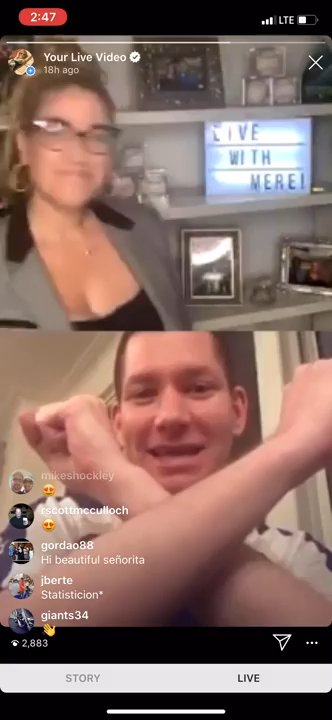 2:47
LTE
Your Live Video
18h ago
LIVE
WITH
MERE!
mikeshockley
rscottmcculloch
gordao88
Hi beautiful señorita
jberte
Statisticion*
giants34
2,883
STORY
LIVE